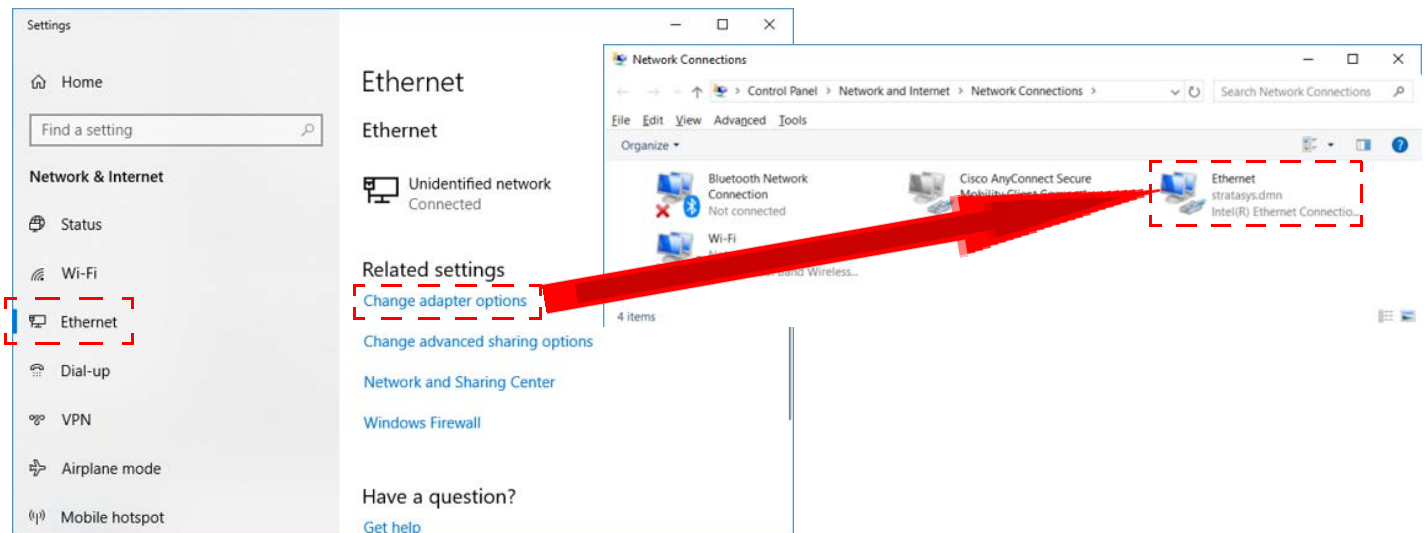 Settings
Home
Find a setting
Network & Internet
Status
Wi-Fi
Ethernet
Dial-up
VPN
Airplane mode
Mobile hotspot
Ethernet
Ethernet
Unidentified network
Connected
Related settings
Change adapter options
Change advanced sharing options
Network and Sharing Center
Windows Firewall
Have a question?
Get help
Network Connections
Control Panel > Network and Internet > Network Connections >
Search Network Connections
File Edit View Advanced Tools
Organize
Bluetooth Network
Connection
Not connected
Cisco AnyConnect Secure
Mobility Client
Ethernet
stratasys.dmn
Intel(R) Ethernet Connectio...
Wi-Fi
Wireless...
4 items